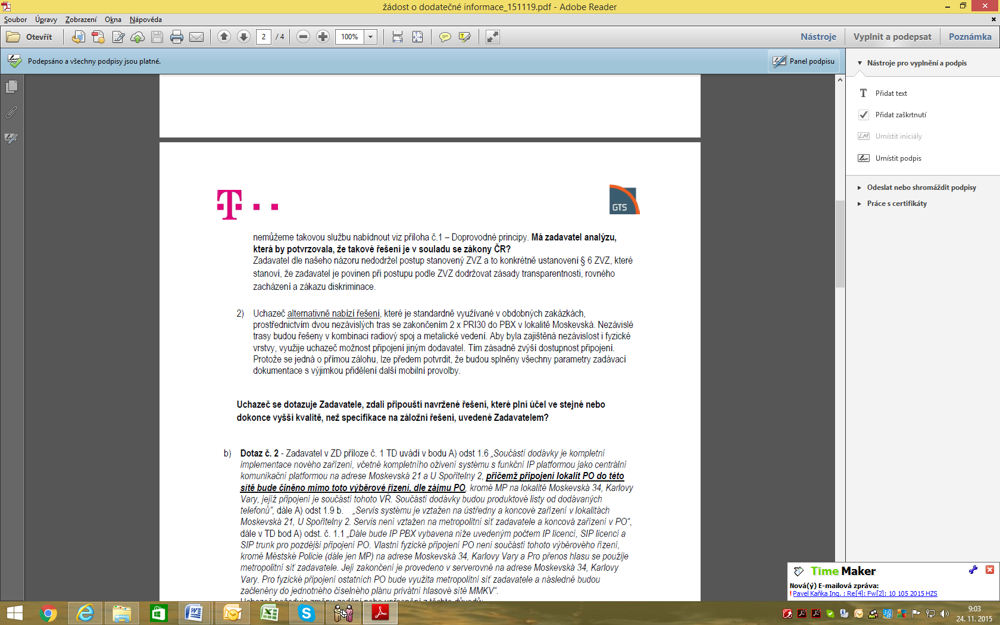 žádost o dodatečné informace_151119.pdf - Adobe Reader
Soubor Úpravy Zobrazení Okna Nápověda
Otevřít 2 / 4 100% Nástroje Vyplnit a podepsat Poznámka
Podepsáno a všechny podpisy jsou platné. Panel podpisu
Nástroje pro vyplnění a podpis
Přidat text
Přidat zaškrtnutí
LM Umístit iniciály
Umístit podpis
Odeslat nebo shromáždit podpisy
Práce s certifikáty
T
GTS
nemůžeme takovou službu nabídnout viz příloha č.1 – Doprovodné principy. Má zadavatel analýzu,
která by potvrzovala, že takové řešení je v souladu se zákony ČR?
Zadavatel dle našeho názoru nedodržel postup stanovený ZVZ a to konkrétně ustanovení § 6 ZVZ, které
stanoví, že zadavatel je povinen při postupu podle ZVZ dodržovat zásady transparentnosti, rovného
zacházení a zákazu diskriminace.
2) Uchazeč alternativně nabízí řešení, které je standardně využívané v obdobných zakázkách,
prostřednictvím dvou nezávislých tras se zakončením 2 x PRI30 do PBX v lokalitě Moskevská. Nezávislé
trasy budou řešeny v kombinaci radiový spoj a metalické vedení. Aby byla zajištěná nezávislost i fyzické
vrstvy, využije uchazeč možnost připojení jiným dodavatel. Tím zásadně zvýší dostupnost připojení.
Protože se jedná o přímou zálohu, lze předem potvrdit, že budou splněny všechny parametry zadávací
dokumentace s výjimkou přidělení další mobilní provolby.
Uchazeč se dotazuje Zadavatele, zdali připouští navržené řešení, které plní účel ve stejné nebo
dokonce vyšší kvalitě, než specifikace na záložní řešení, uvedené Zadavatelem?
b) Dotaz č. 2 - Zadavatel v ZD příloze č. 1 TD uvádí v bodu A) odst 1.6 „Součástí dodávky je kompletní
implementace nového zařízení, včetně kompletního oživení systému s funkční IP platformou jako centrální
komunikační platformou na adrese Moskevská 21 a U Spořitelny 2, přičemž připojení lokalit PO do této
sítě bude činěno mimo toto výběrové řízení, dle zájmu PO, kromě MP na lokalitě Moskevská 34, Karlovy
Vary, jejíž připojení je součástí tohoto VŘ. Součástí dodávky budou produktové listy od dodávaných
telefonů“, dále A) odst 1.9 b. „Servis systému je vztažen na ústředny a koncové zařízení v lokalitách
Moskevská 21, U Spořitelny 2. Servis není vztažen na metropolitní síť zadavatele a koncová zařízení v PO“,
dále v TD bod A) odst. č. 1.1 „Dále bude IP PBX vybavena níže uvedeným počtem IP licencí, SIP licencí a
SIP trunk pro pozdější připojení PO. Vlastní fyzické připojení PO není součástí tohoto výběrového řízení,
kromě Městské Policie (dále jen MP) na adrese Moskevská 34, Karlovy Vary a Pro přenos hlasu se použije
metropolitní síť zadavatele. Její zakončení je provedeno v serverovně na adrese Moskevská 34, Karlovy
Vary. Pro fyzické připojení ostatních PO bude využita metropolitní síť zadavatele a následně budou
začleněny do jednotného číselného plánu privátní hlasové sítě MMKV“.
Time Maker
Nová(ý) E-mailová zpráva:
! Pavel Kaňka Ing. : Re[4]: Fw[2]: 10 105 2015 HZS
9:03
24. 11. 2015